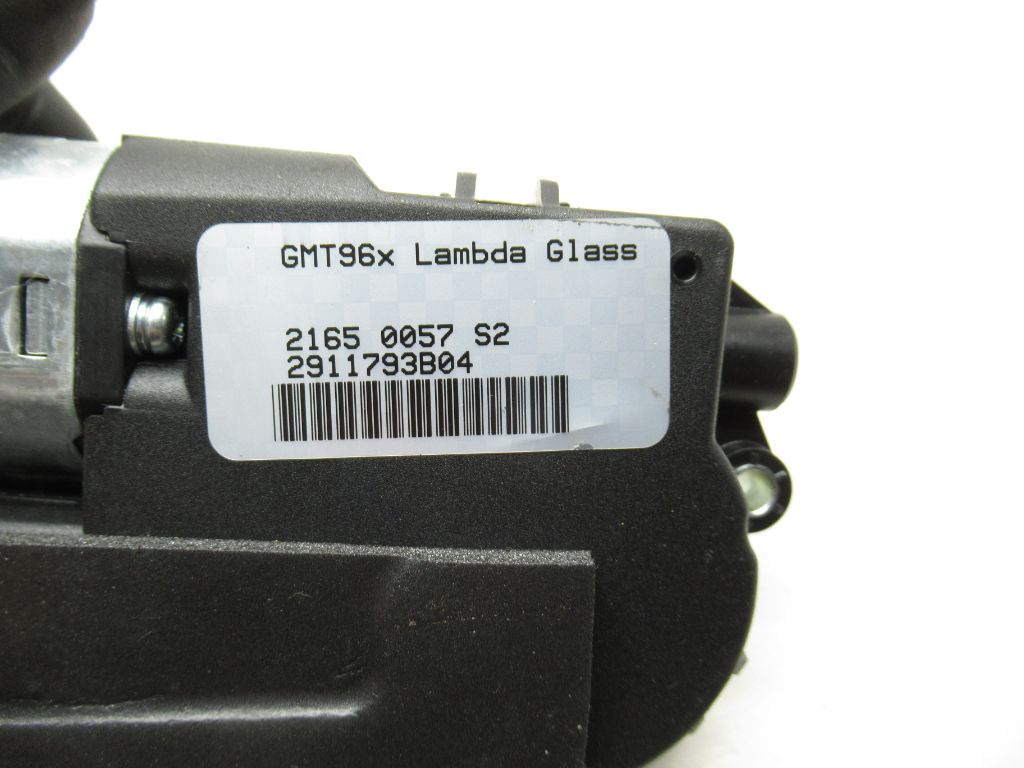 GMT96x Lambda Glass
2165 0057 S2
2911793B04